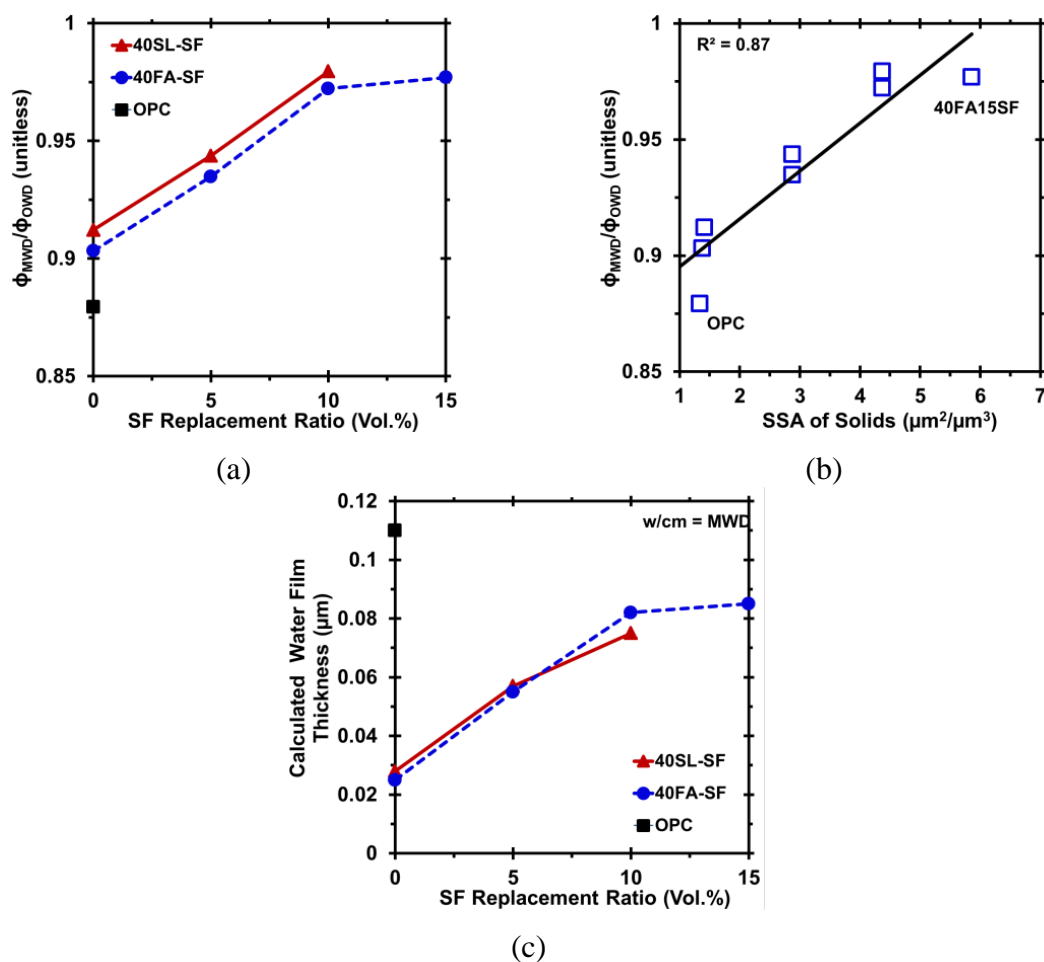 1
0.95
0.9
0.85
ΦMWD/ΦOWD (unitless)
40SL-SF
40FA-SF
OPC
0 5 10 15
SF Replacement Ratio (Vol.%)
(a)
1
0.95
0.9
0.85
ΦMWD/ΦOWD (unitless)
R² = 0.87
40FA15SF
OPC
1 2 3 4 5 6 7
SSA of Solids (µm²/µm³)
(b)
0.12
0.1
0.08
0.06
0.04
0.02
0
Calculated Water Film
Thickness (µm)
w/cm = MWD
40SL-SF
40FA-SF
OPC
0 5 10 15
SF Replacement Ratio (Vol.%)
(c)